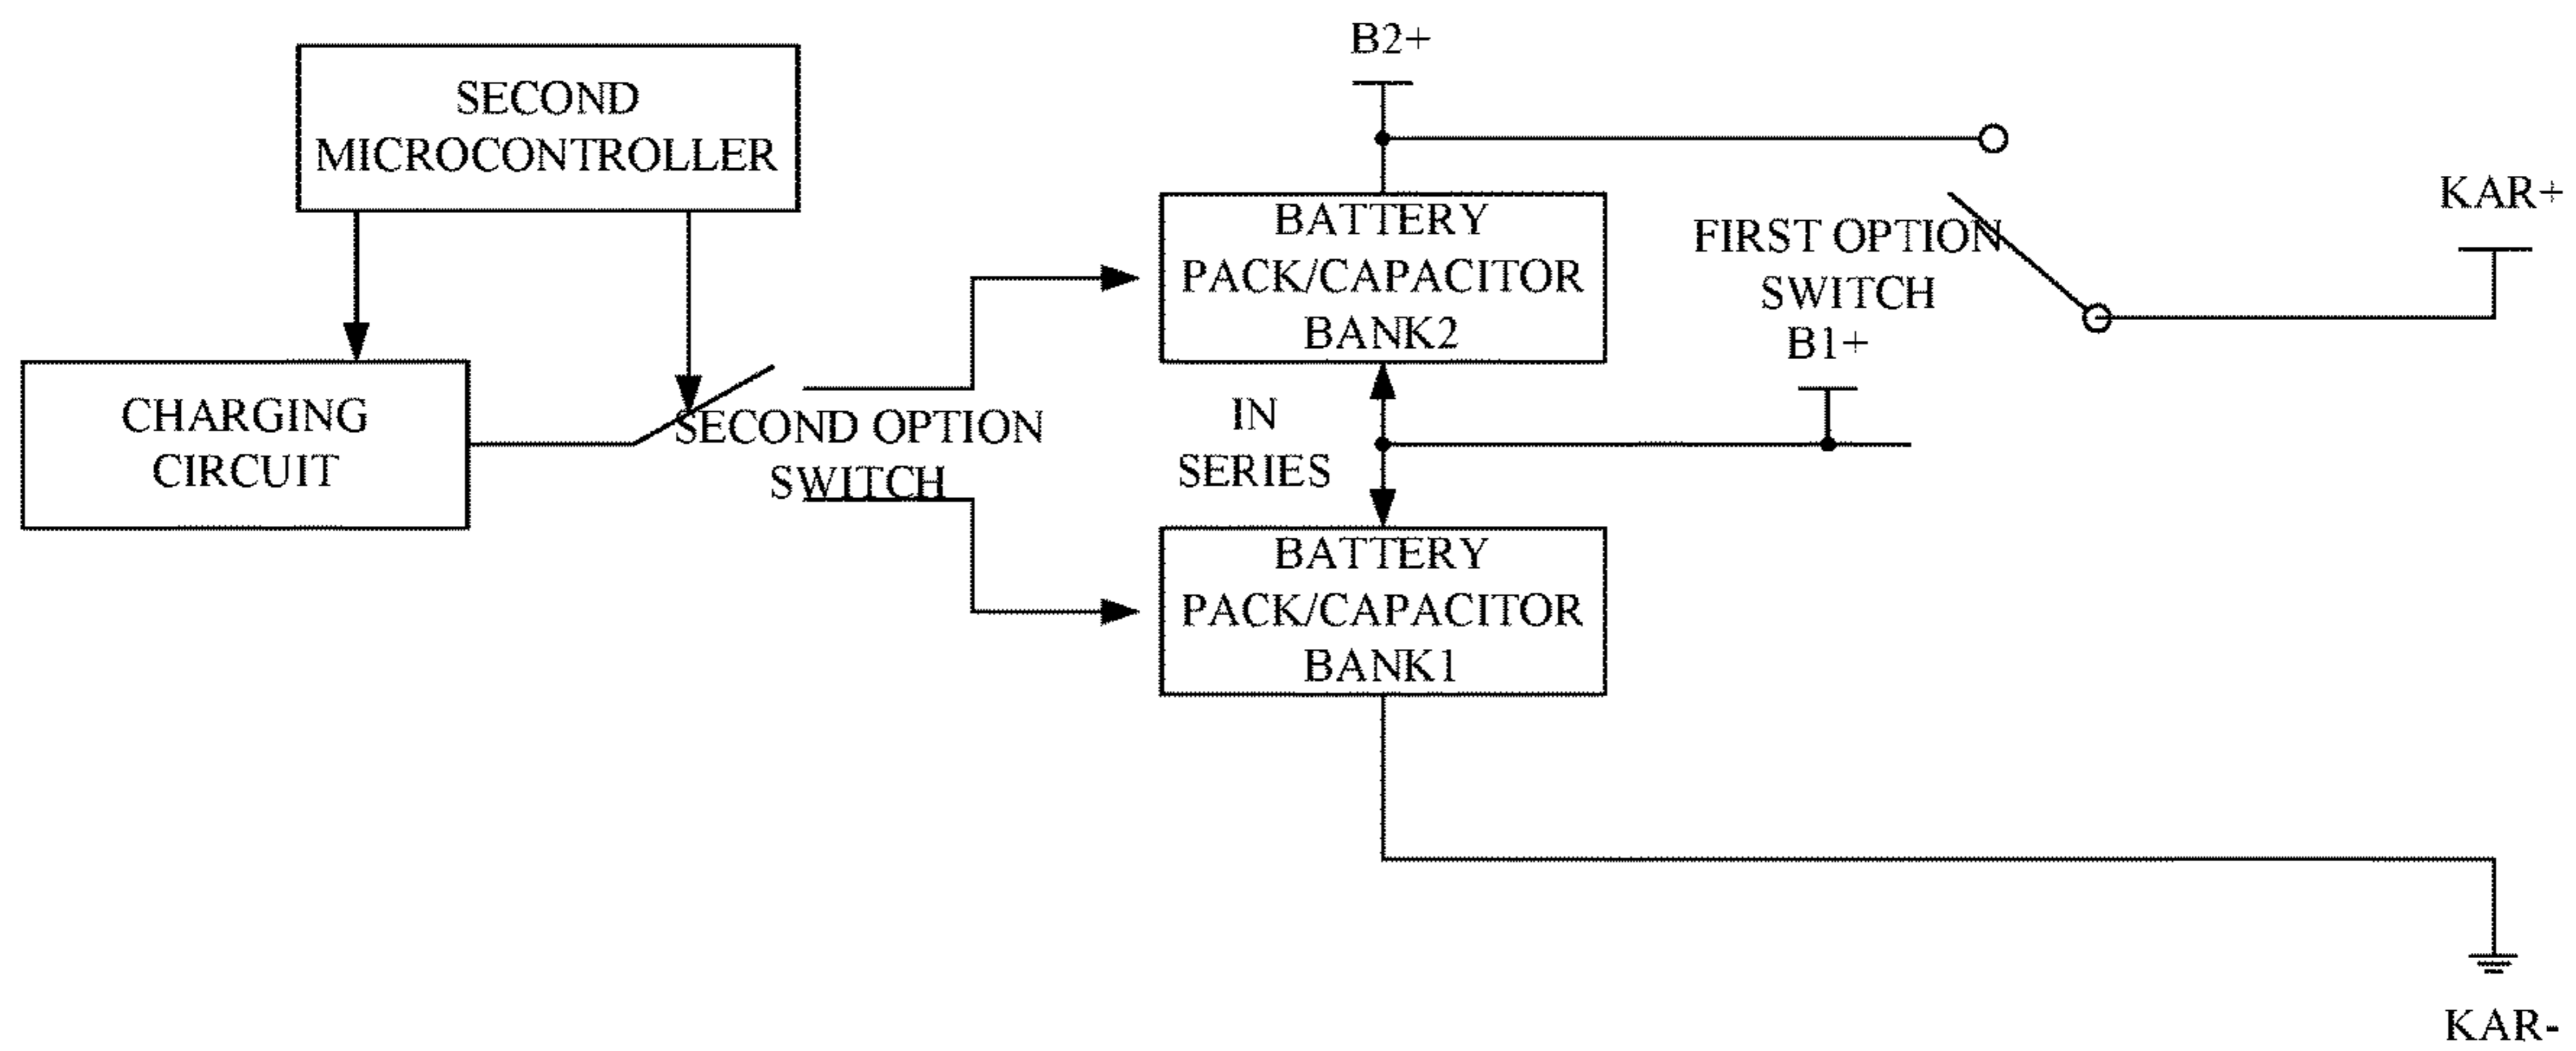 B2+
SECOND
MICROCONTROLLER
KAR+
BATTERY
PACK/CAPACITOR
BANK2
FIRST OPTION
SWITCH
B1+
CHARGING
CIRCUIT
SECOND OPTION
SWITCH
IN
SERIES
BATTERY
PACK/CAPACITOR
BANK1
KAR-